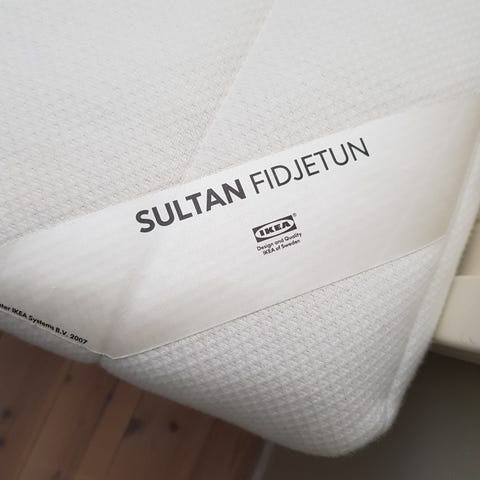 SULTAN FIDJETUN
IKEA®
Design and Quality
IKEA of Sweden
IKEA Systems B.V. 2007